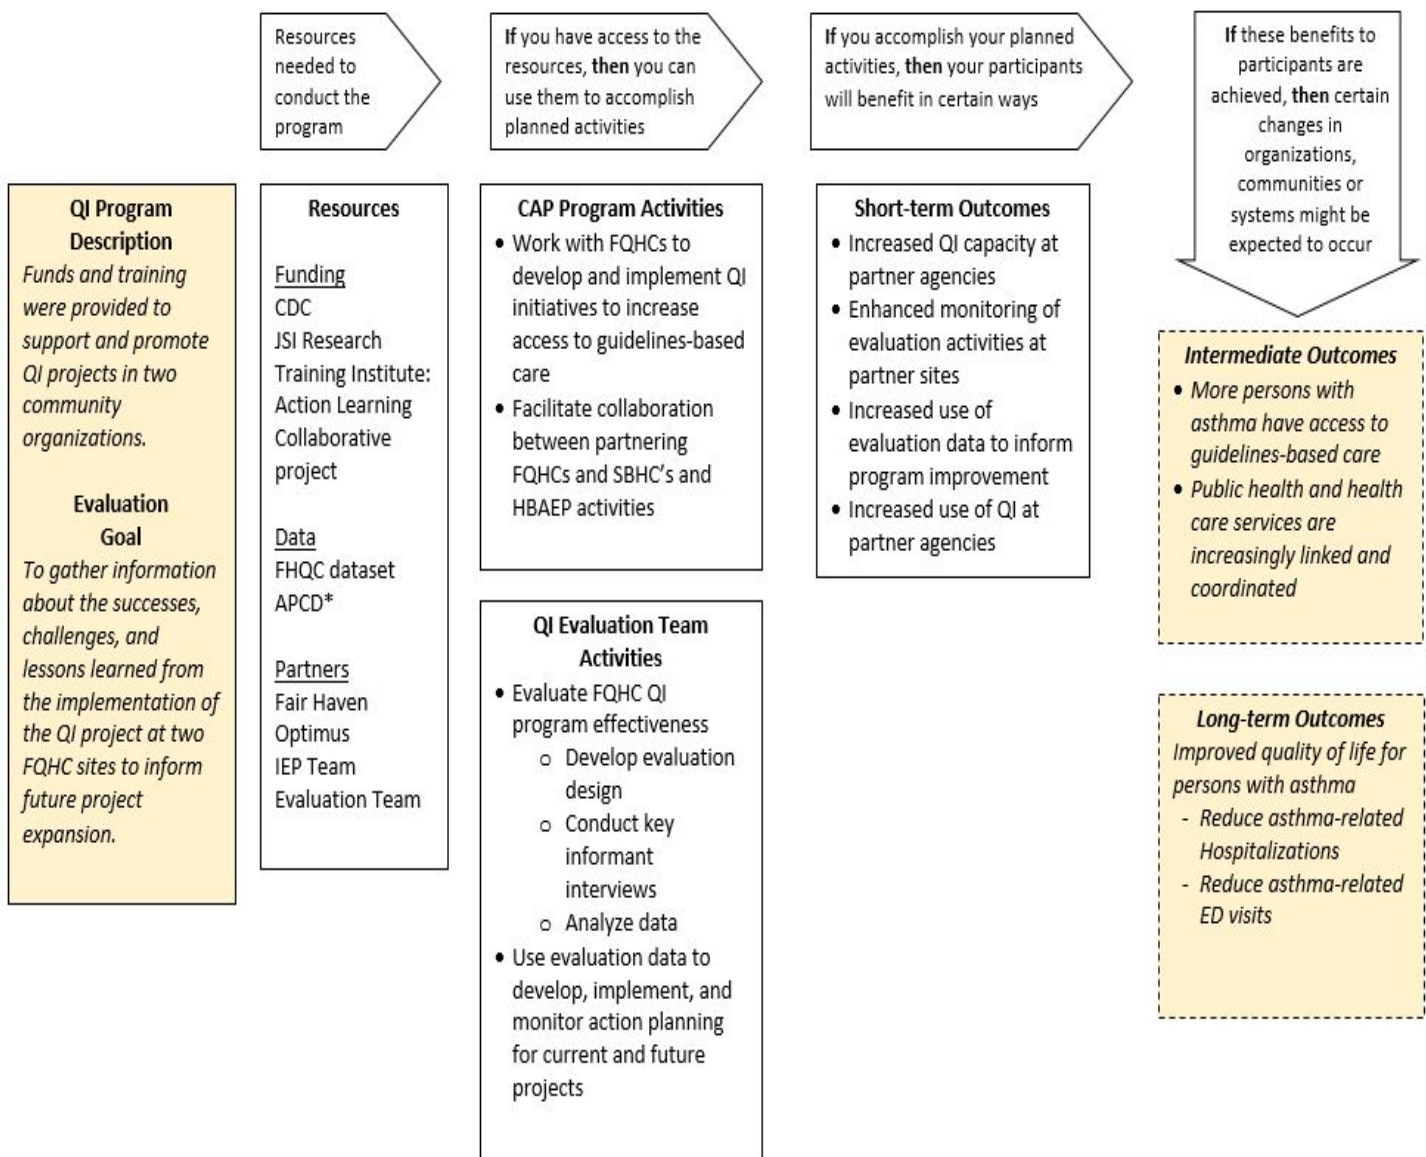 Resources
needed to
conduct the
program
If you have access to the
resources, then you can
use them to accomplish
planned activities
If you accomplish your planned
activities, then your participants
will benefit in certain ways
If these benefits to
participants are
achieved, then certain
changes in
organizations,
communities or
systems might be
expected to occur
QI Program
Description
Funds and training
were provided to
support and promote
QI projects in two
community
organizations.
Evaluation
Goal
To gather information
about the successes,
challenges, and
lessons learned from
the implementation of
the QI project at two
FQHC sites to inform
future project
expansion.
Resources
Funding
CDC
JSI Research
Training Institute:
Action Learning
Collaborative
project
Data
FHQC dataset
APCD*
Partners
Fair Haven
Optimus
IEP Team
Evaluation Team
CAP Program Activities
• Work with FQHCs to
develop and implement QI
initiatives to increase
access to guidelines-based
care
• Facilitate collaboration
between partnering
FQHCs and SBHC's and
HBAEP activities
QI Evaluation Team
Activities
• Evaluate FQHC QI
program effectiveness
o Develop evaluation
design
o Conduct key
informant
interviews
o Analyze data
• Use evaluation data to
develop, implement, and
monitor action planning
for current and future
projects
Short-term Outcomes
• Increased QI capacity at
partner agencies
• Enhanced monitoring of
evaluation activities at
partner sites
• Increased use of
evaluation data to inform
program improvement
• Increased use of QI at
partner agencies
Intermediate Outcomes
• More persons with
asthma have access to
guidelines-based care
• Public health and health
care services are
increasingly linked and
coordinated
Long-term Outcomes
Improved quality of life for
persons with asthma
- Reduce asthma-related
Hospitalizations
- Reduce asthma-related
ED visits